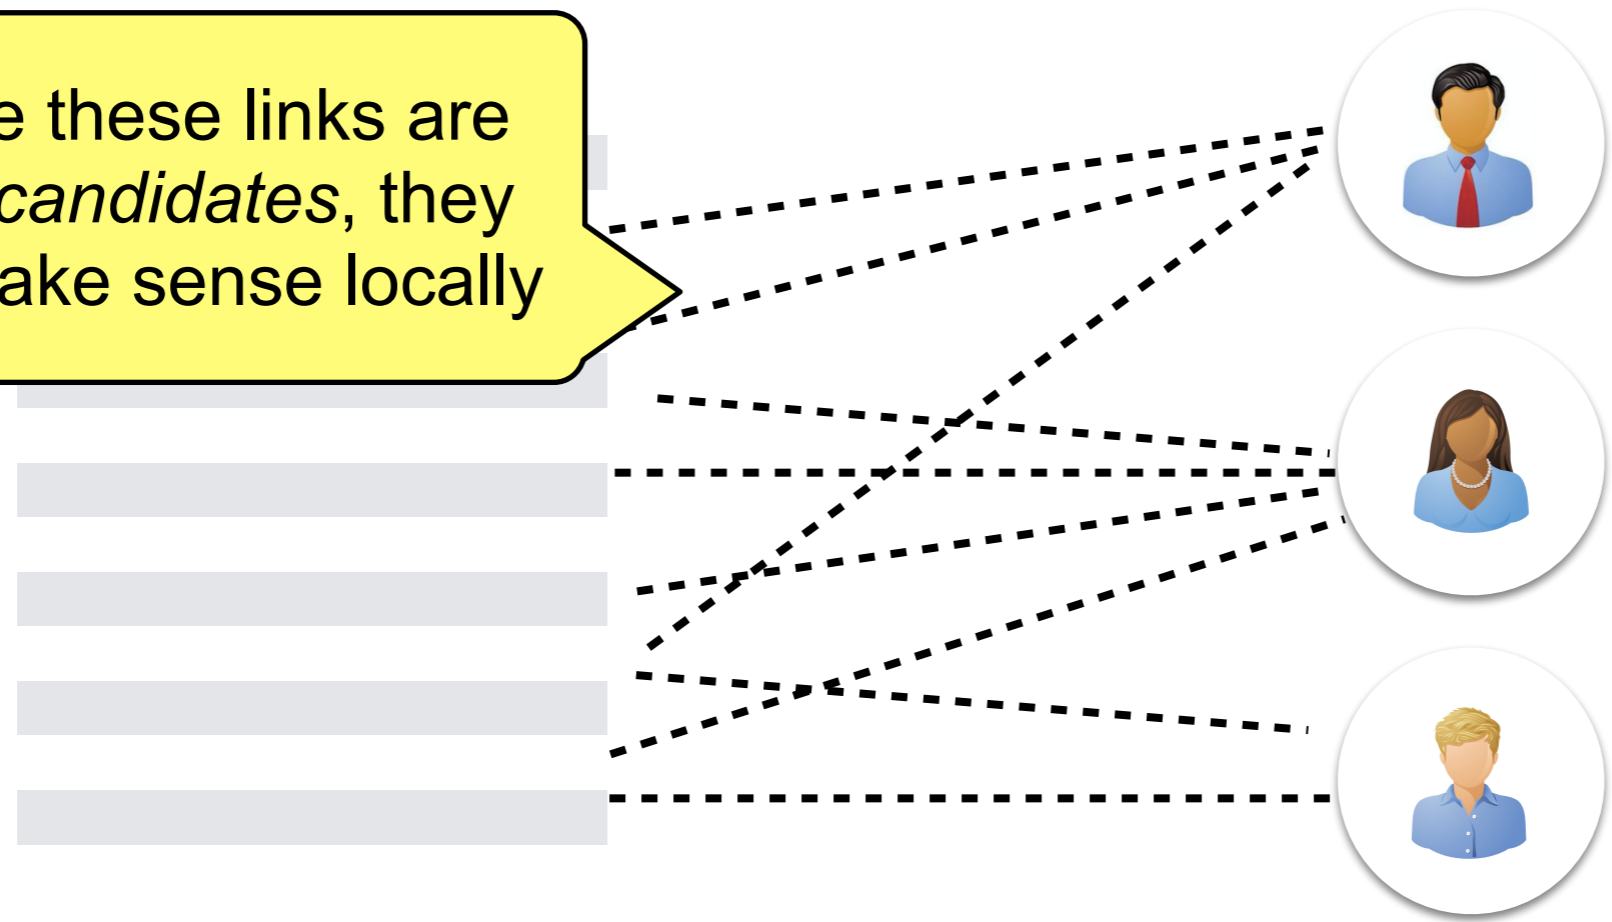 e these links are
candidates, they
ake sense locally